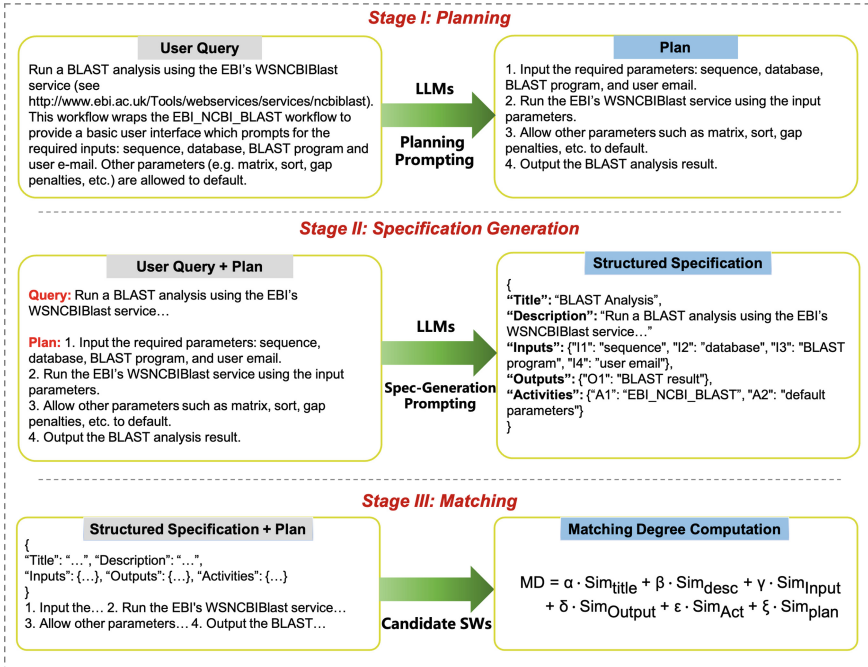 Stage I: Planning
User Query
Run a BLAST analysis using the EBI's WSNCBIBlast
service (see
http://www.ebi.ac.uk/Tools/webservices/services/ncbiblast).
This workflow wraps the EBI_NCBI_BLAST workflow to
provide a basic user interface which prompts for the
required inputs: sequence, database, BLAST program and
user e-mail. Other parameters (e.g. matrix, sort, gap
penalties, etc.) are allowed to default.
LLMs
Planning
Prompting
Plan
1. Input the required parameters: sequence, database,
BLAST program, and user email.
2. Run the EBI's WSNCBIBlast service using the input
parameters.
3. Allow other parameters such as matrix, sort, gap
penalties, etc. to default.
4. Output the BLAST analysis result.
Stage II: Specification Generation
User Query + Plan
Query: Run a BLAST analysis using the EBI's
WSNCBIBlast service…
Plan: 1. Input the required parameters: sequence,
database, BLAST program, and user email.
2. Run the EBI's WSNCBIBlast service using the input
parameters.
3. Allow other parameters such as matrix, sort, gap
penalties, etc. to default.
4. Output the BLAST analysis result.
LLMs
Spec-Generation
Prompting
Structured Specification
{
“Title”: “BLAST Analysis”,
“Description”: “Run a BLAST analysis using the EBI's
WSNCBIBlast service…”
“Inputs”: {"I1": "sequence", "I2": "database", "I3": "BLAST
program", "I4": "user email"},
“Outputs”: {"O1": "BLAST result"},
“Activities”: {“A1”: “EBI_NCBI_BLAST”, "A2": "default
parameters"}
}
Stage III: Matching
Structured Specification + Plan
{
“Title”: “…”, “Description”: “…”,
“Inputs”: {…}, “Outputs”: {…}, “Activities”: {…}
}
1. Input the… 2. Run the EBI's WSNCBIBlast service…
3. Allow other parameters… 4. Output the BLAST…
Candidate SWs
Matching Degree Computation
MD = α · Sim_title + β · Sim_desc + γ · Sim_Input
+ δ · Sim_Output + ε · Sim_Act + ξ · Sim_plan